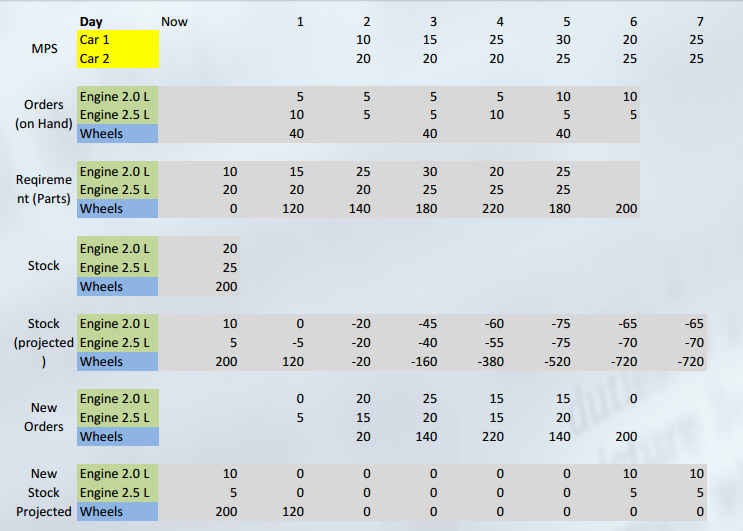 Day Now 1 2 3 4 5 6 7
MPS
Car 1 10 15 25 30 20 25
Car 2 20 20 20 25 25 25
Orders (on Hand)
Engine 2.0 L 5 5 5 5 10 10
Engine 2.5 L 10 5 5 10 5 5
Wheels 40 40 40
Reqireme
nt (Parts)
Engine 2.0 L 10 15 25 30 20 25
Engine 2.5 L 20 20 20 25 25 25
Wheels 0 120 140 180 220 180 200
Stock
Engine 2.0 L 20
Engine 2.5 L 25
Wheels 200
Stock
(projected
)
Engine 2.0 L 10 0 -20 -45 -60 -75 -65 -65
Engine 2.5 L 5 -5 -20 -40 -55 -75 -70 -70
Wheels 200 120 -20 -160 -380 -520 -720 -720
New
Orders
Engine 2.0 L 0 20 25 15 15 0
Engine 2.5 L 5 15 20 15 20
Wheels 20 140 220 140 200
New
Stock
Projected
Engine 2.0 L 10 0 0 0 0 0 10 10
Engine 2.5 L 5 0 0 0 0 0 5 5
Wheels 200 120 0 0 0 0 0 0